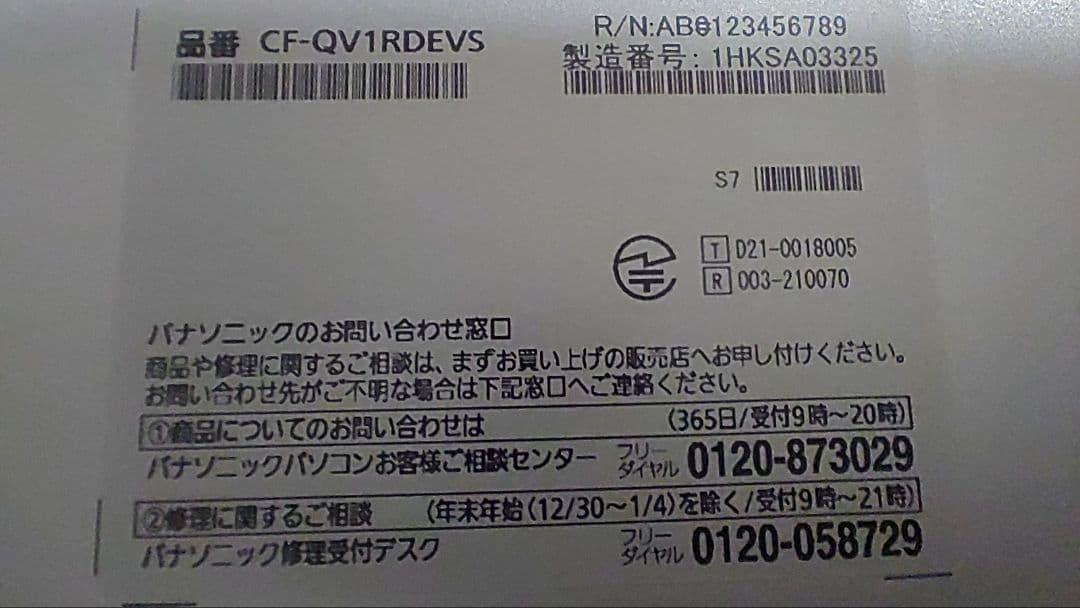 品番 CF-QV1RDEVS
R/N:AB0123456789
製造番号: 1HKSA03325
S7
T D21-0018005
R 003-210070
パナソニックのお問い合わせ窓口
商品や修理に関するご相談は、まずお買い上げの販売店へお申し付けください。
お問い合わせ先がご不明な場合は下記窓口へご連絡ください。
①商品についてのお問い合わせは (365日/受付9時～20時)
パナソニックパソコンお客様ご相談センター フリーダイヤル 0120-873029
②修理に関するご相談 (年末年始(12/30～1/4)を除く/受付9時～21時)
パナソニック修理受付デスク フリーダイヤル 0120-058729